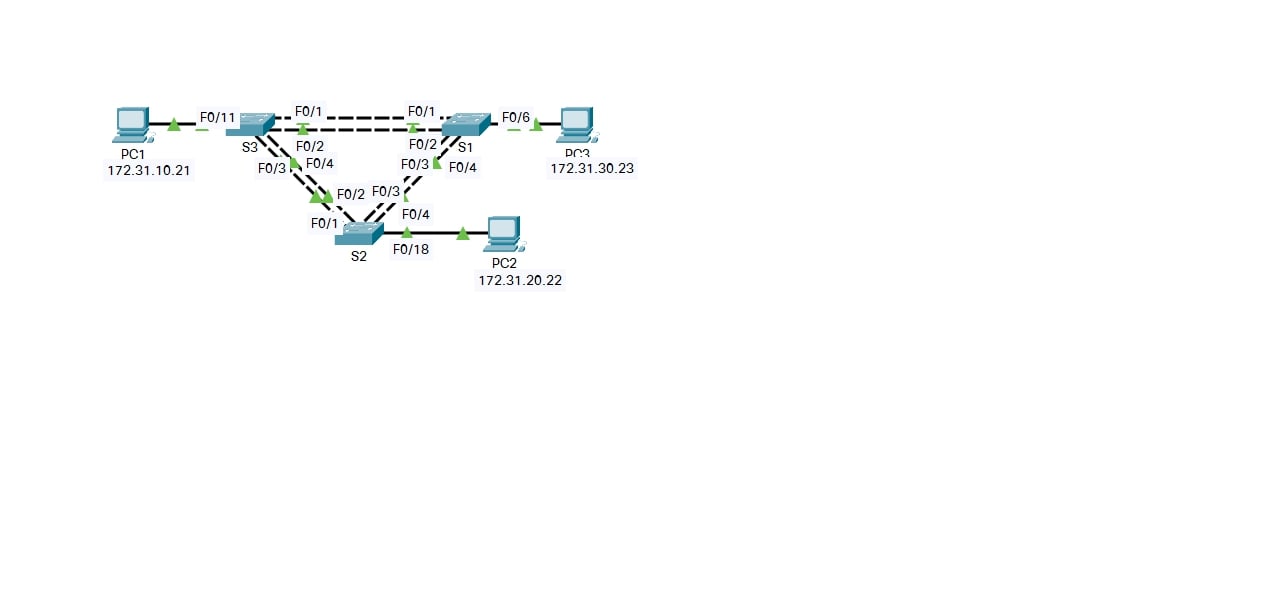 F0/11
F0/1
F0/1
F0/6
S3
F0/2
F0/2
S1
PC1
PC3
172.31.10.21
F0/3
F0/4
F0/3
F0/4
172.31.30.23
F0/2
F0/3
F0/1
F0/4
S2
F0/18
PC2
172.31.20.22